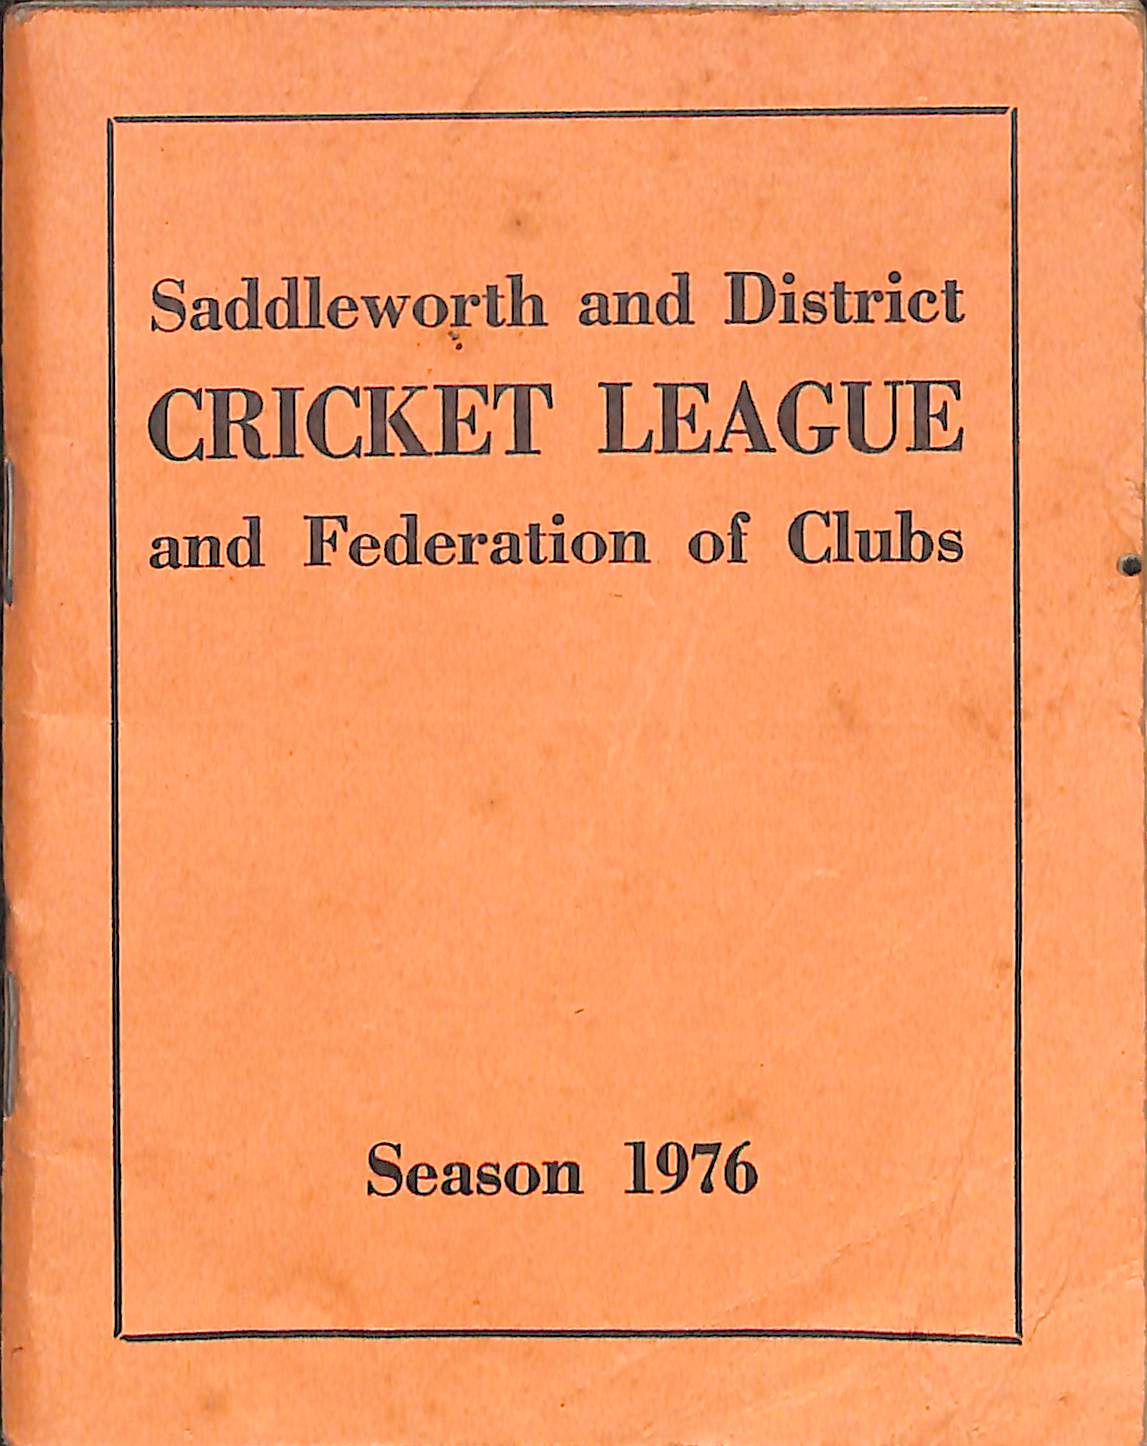 Saddleworth and District
CRICKET LEAGUE
and Federation of Clubs
Season 1976